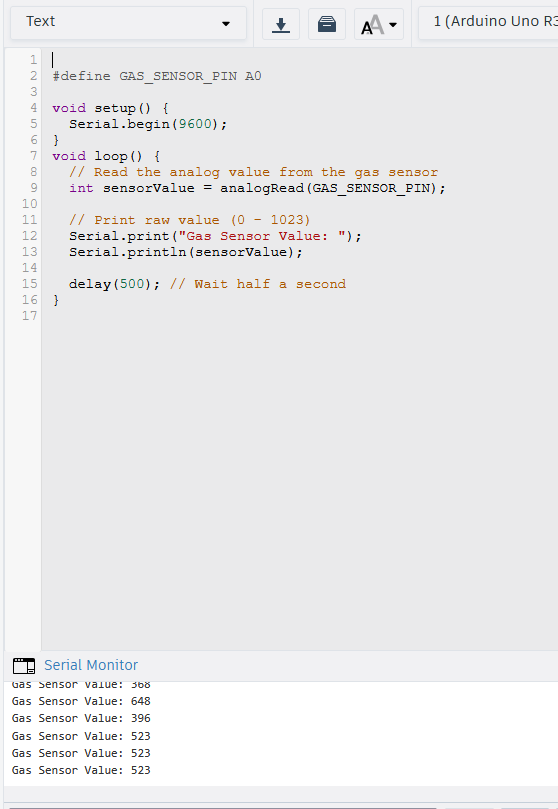 Text
1 (Arduino Uno R3
1
2 #define GAS_SENSOR_PIN A0
3
4 void setup() {
5   Serial.begin(9600);
6 }
7 void loop() {
8   // Read the analog value from the gas sensor
9   int sensorValue = analogRead(GAS_SENSOR_PIN);
10
11   // Print raw value (0 - 1023)
12   Serial.print("Gas Sensor Value: ");
13   Serial.println(sensorValue);
14
15   delay(500); // Wait half a second
16 }
17
Serial Monitor
Gas Sensor Value: 368
Gas Sensor Value: 648
Gas Sensor Value: 396
Gas Sensor Value: 523
Gas Sensor Value: 523
Gas Sensor Value: 523